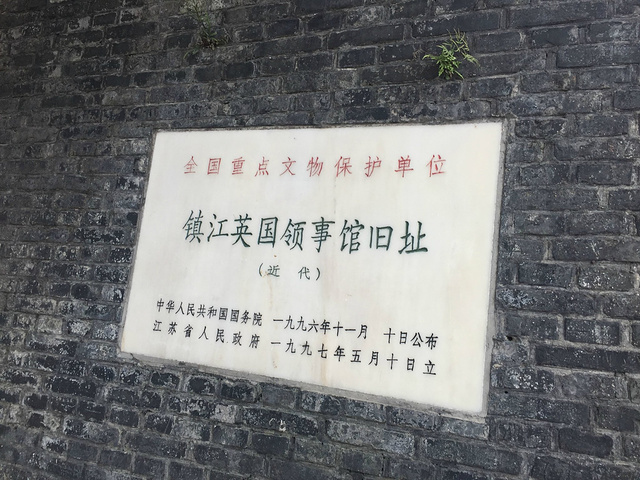 全国重点文物保护单位
镇江英国领事馆旧址
(近代)
中华人民共和国国务院 一九九六年十一月 十日公布
江苏省人民政府 一九九七年五月十日立